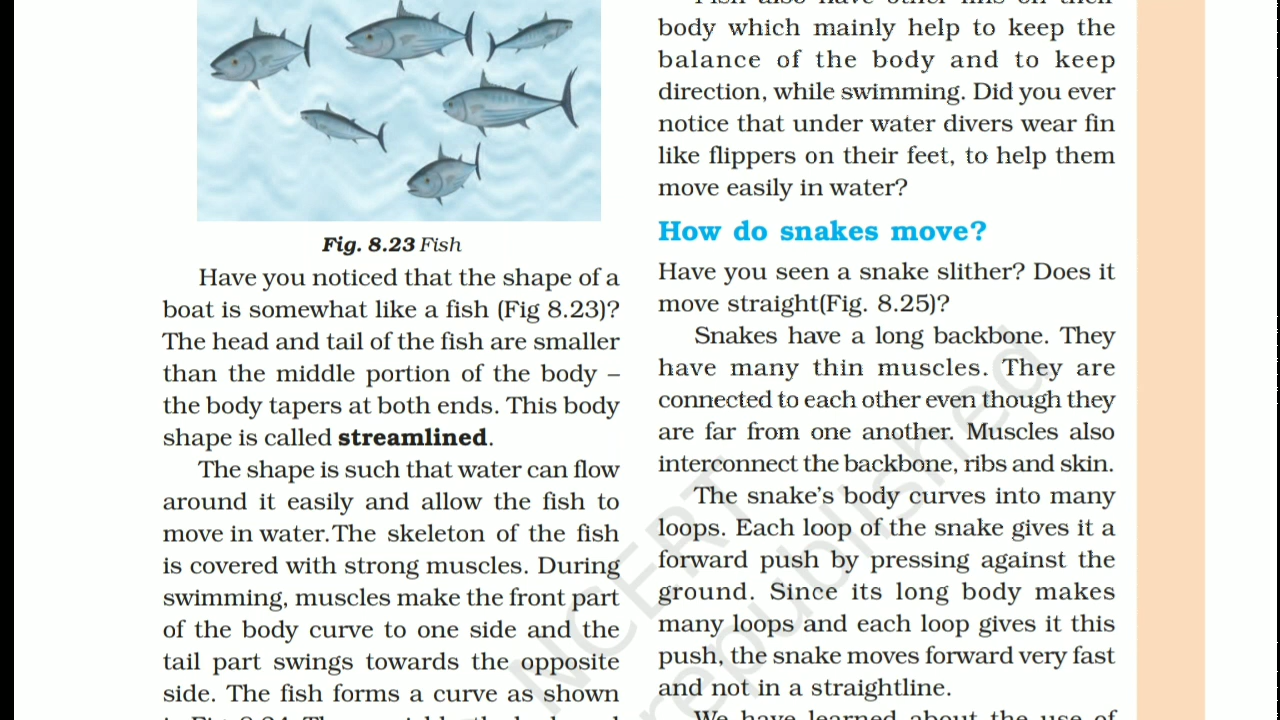 Fig. 8.23 Fish
Have you noticed that the shape of a
boat is somewhat like a fish (Fig 8.23)?
The head and tail of the fish are smaller
than the middle portion of the body –
the body tapers at both ends. This body
shape is called streamlined.
The shape is such that water can flow
around it easily and allow the fish to
move in water.The skeleton of the fish
is covered with strong muscles. During
swimming, muscles make the front part
of the body curve to one side and the
tail part swings towards the opposite
side. The fish forms a curve as shown
Fish also have other fins on their
body which mainly help to keep the
balance of the body and to keep
direction, while swimming. Did you ever
notice that under water divers wear fin
like flippers on their feet, to help them
move easily in water?
How do snakes move?
Have you seen a snake slither? Does it
move straight(Fig. 8.25)?
Snakes have a long backbone. They
have many thin muscles. They are
connected to each other even though they
are far from one another. Muscles also
interconnect the backbone, ribs and skin.
The snake's body curves into many
loops. Each loop of the snake gives it a
forward push by pressing against the
ground. Since its long body makes
many loops and each loop gives it this
push, the snake moves forward very fast
and not in a straightline.
We have learned about the use of
NCERT
republished